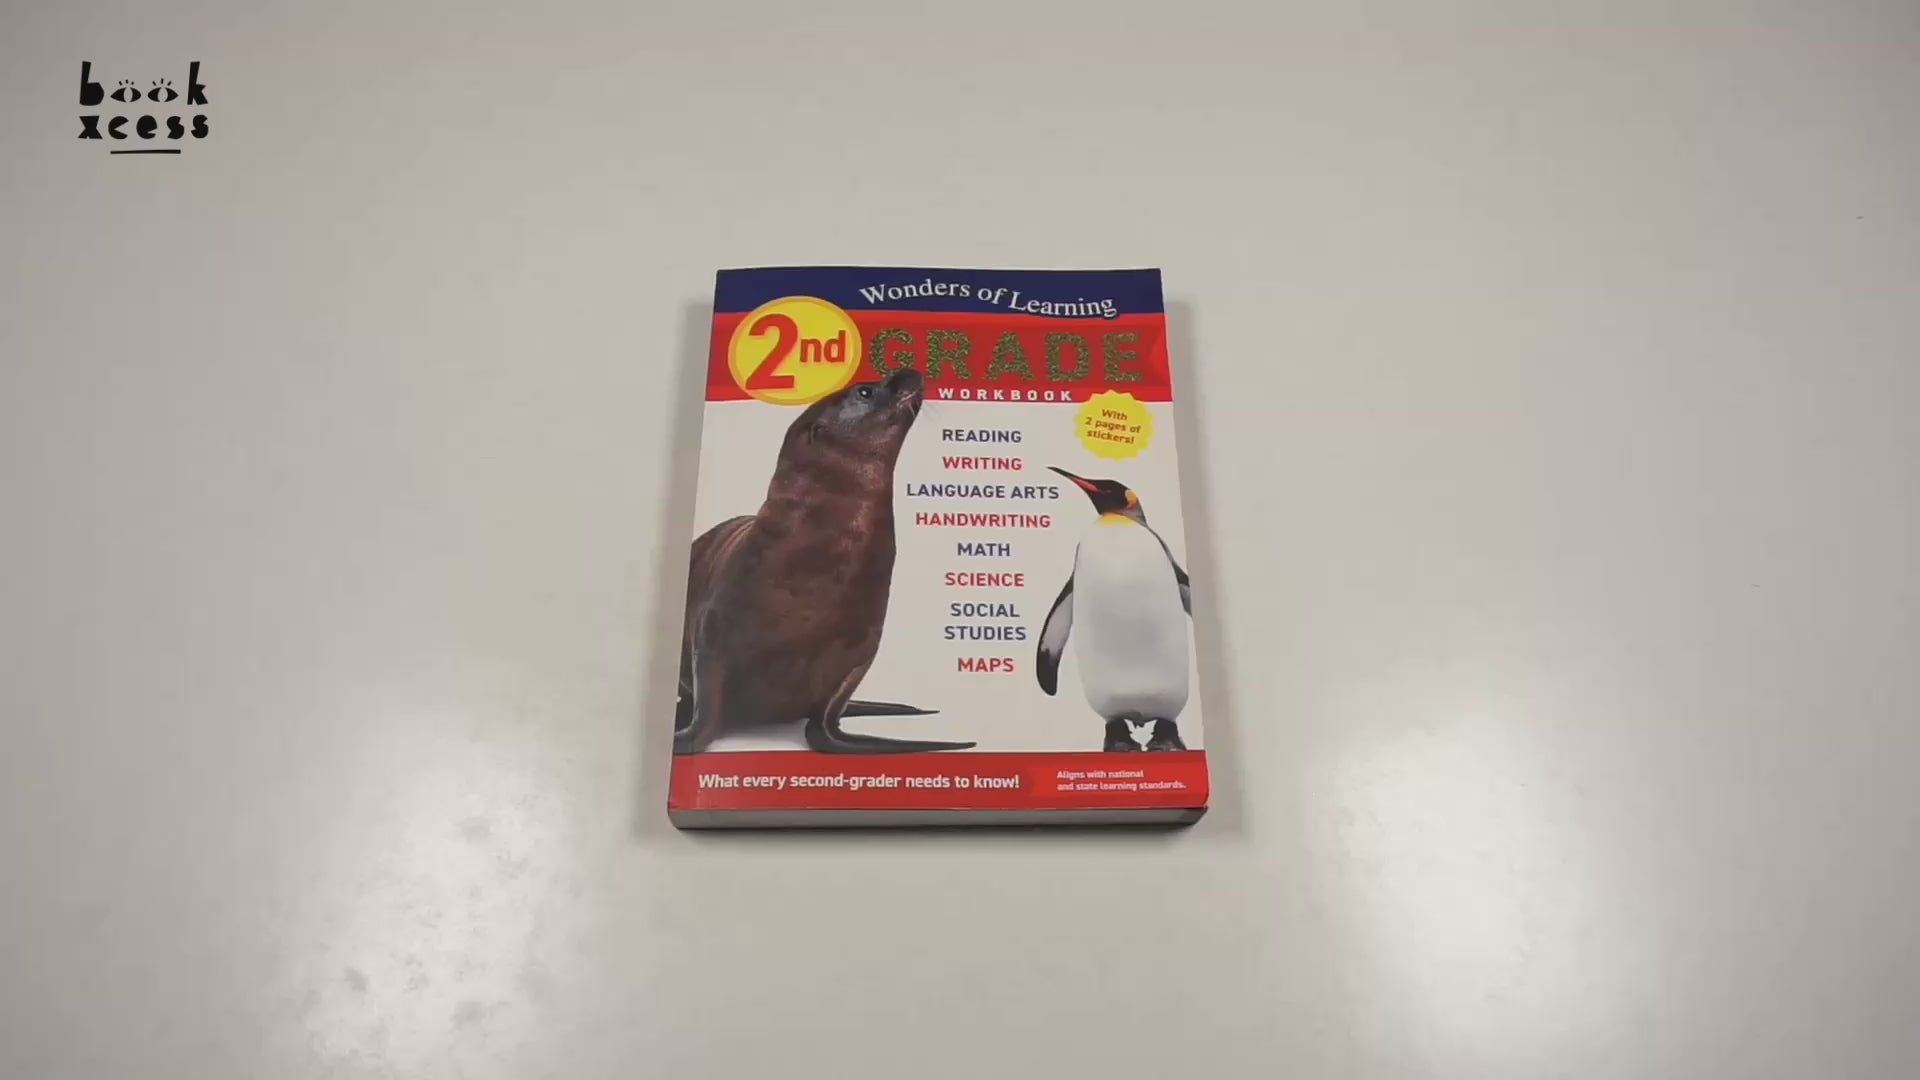 book
xcess
Wonders of Learning
2nd GRADE
WORKBOOK
With
2 pages of
stickers!
READING
WRITING
LANGUAGE ARTS
HANDWRITING
MATH
SCIENCE
SOCIAL
STUDIES
MAPS
What every second-grader needs to know!
Aligns with national
and state learning standards.